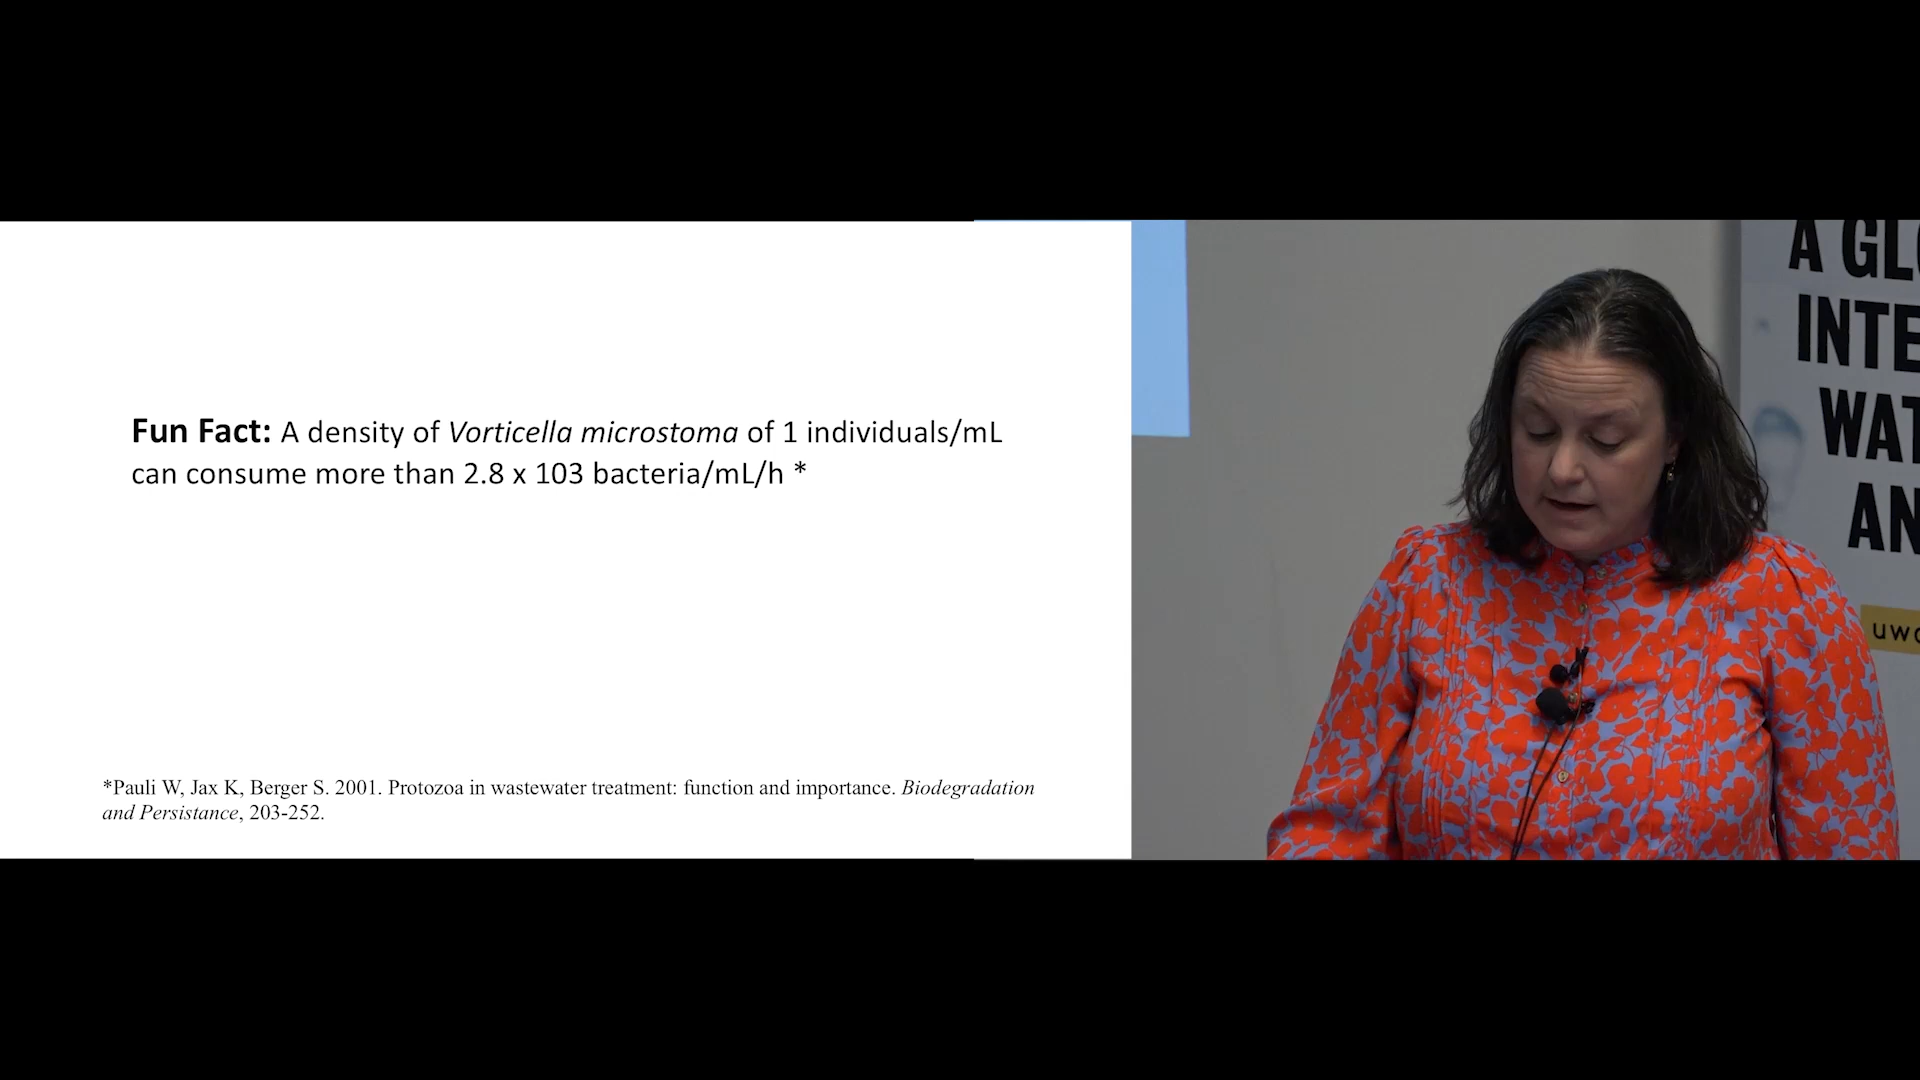 Fun Fact: A density of Vorticella microstoma of 1 individuals/mL
can consume more than 2.8 x 103 bacteria/mL/h *
*Pauli W, Jax K, Berger S. 2001. Protozoa in wastewater treatment: function and importance. Biodegradation
and Persistance, 203-252.
A GL
INTE
WAT
AN
uwo